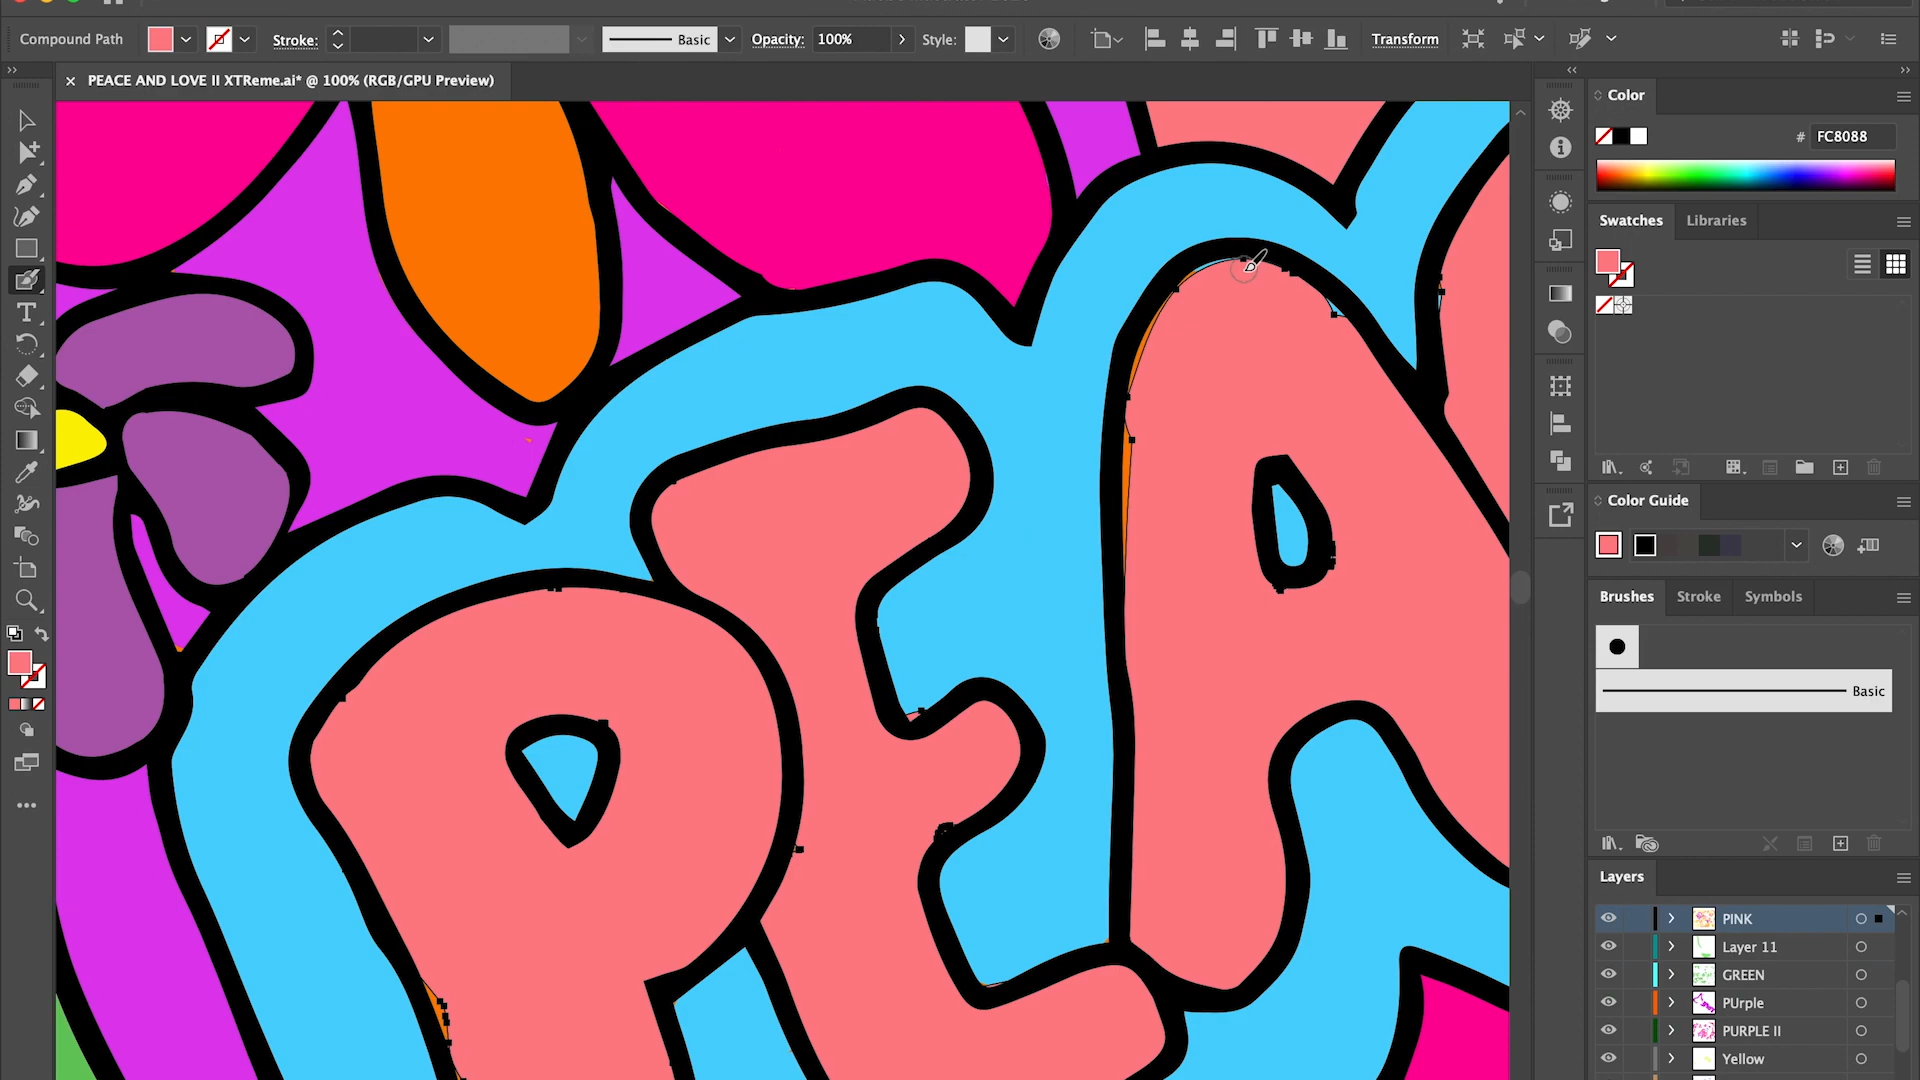 Compound Path
Stroke:
Basic
Opacity:
100%
Style:
Transform
PEACE AND LOVE II XTReme.ai* @ 100% (RGB/GPU Preview)
Color
# FC8088
Swatches
Libraries
Color Guide
Brushes
Stroke
Symbols
Basic
Layers
PINK
Layer 11
GREEN
PUrple
PURPLE II
Yellow
PEA